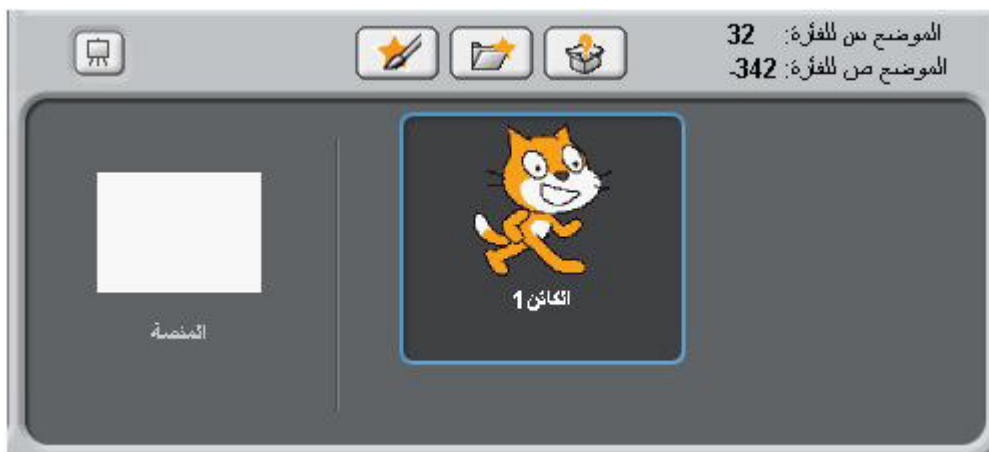 الموضع س للفأرة: 32
الموضع ص للفأرة: -342
الكائن1
المنصة